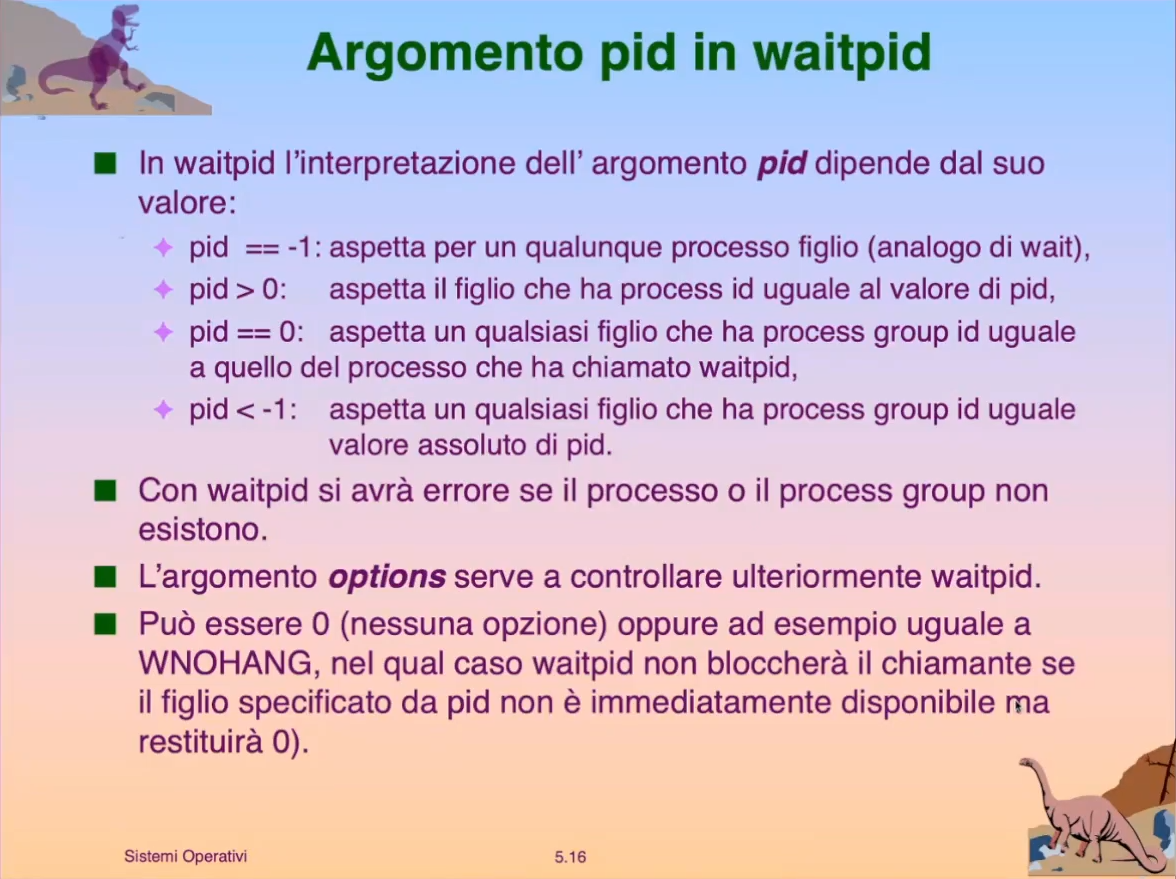 Argomento pid in waitpid
In waitpid l'interpretazione dell' argomento pid dipende dal suo
valore:
pid == -1: aspetta per un qualunque processo figlio (analogo di wait),
pid > 0: aspetta il figlio che ha process id uguale al valore di pid,
pid == 0: aspetta un qualsiasi figlio che ha process group id uguale
a quello del processo che ha chiamato waitpid,
pid < -1: aspetta un qualsiasi figlio che ha process group id uguale
valore assoluto di pid.
Con waitpid si avrà errore se il processo o il process group non
esistono.
L'argomento options serve a controllare ulteriormente waitpid.
Può essere 0 (nessuna opzione) oppure ad esempio uguale a
WNOHANG, nel qual caso waitpid non bloccherà il chiamante se
il figlio specificato da pid non è immediatamente disponibile ma
restituirà 0).
Sistemi Operativi
5.16